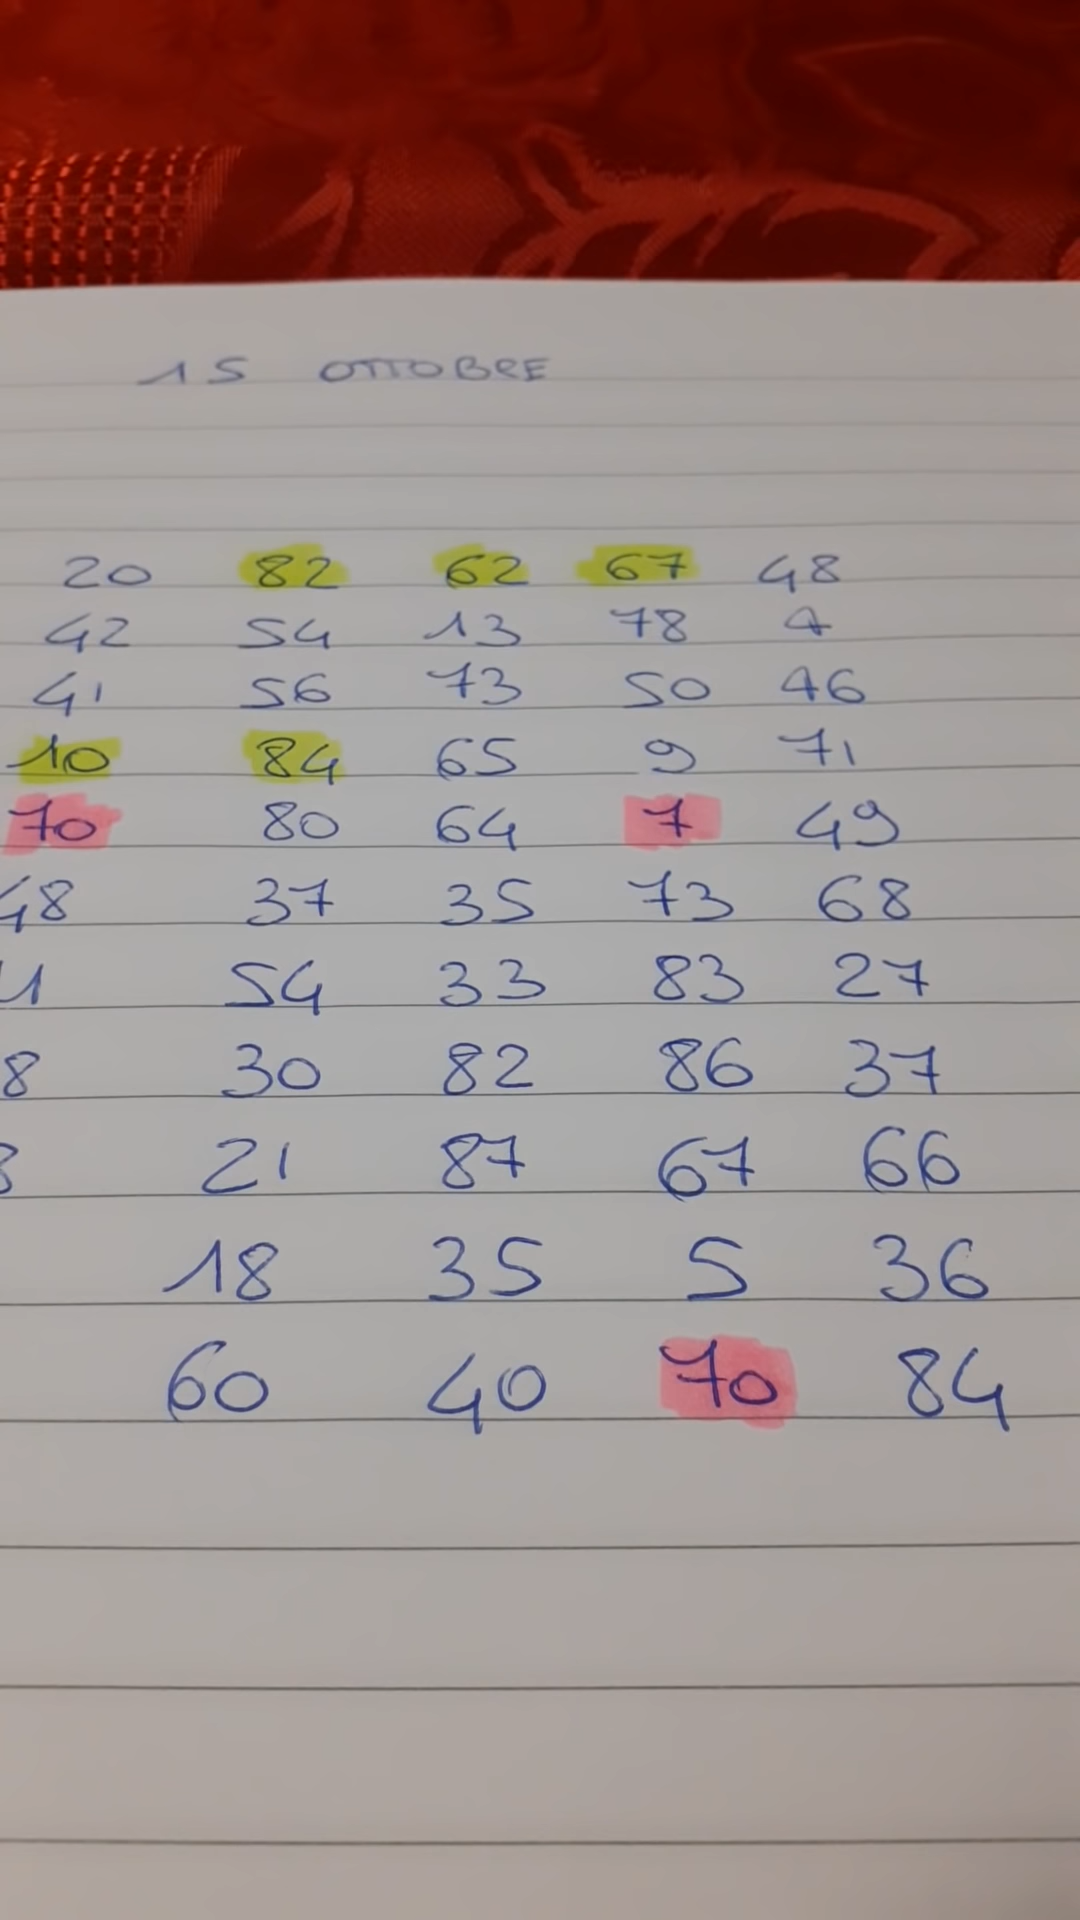 15 OTTOBRE
20 82 62 67 48
42 54 13 78
41 56 73 50 46
10 84 65 9 71
70 80 64 7 49
48 37 35 73 68
54 33 83 27
8 30 82 86 37
21 87 67 66
18 35 5 36
60 40 70 84